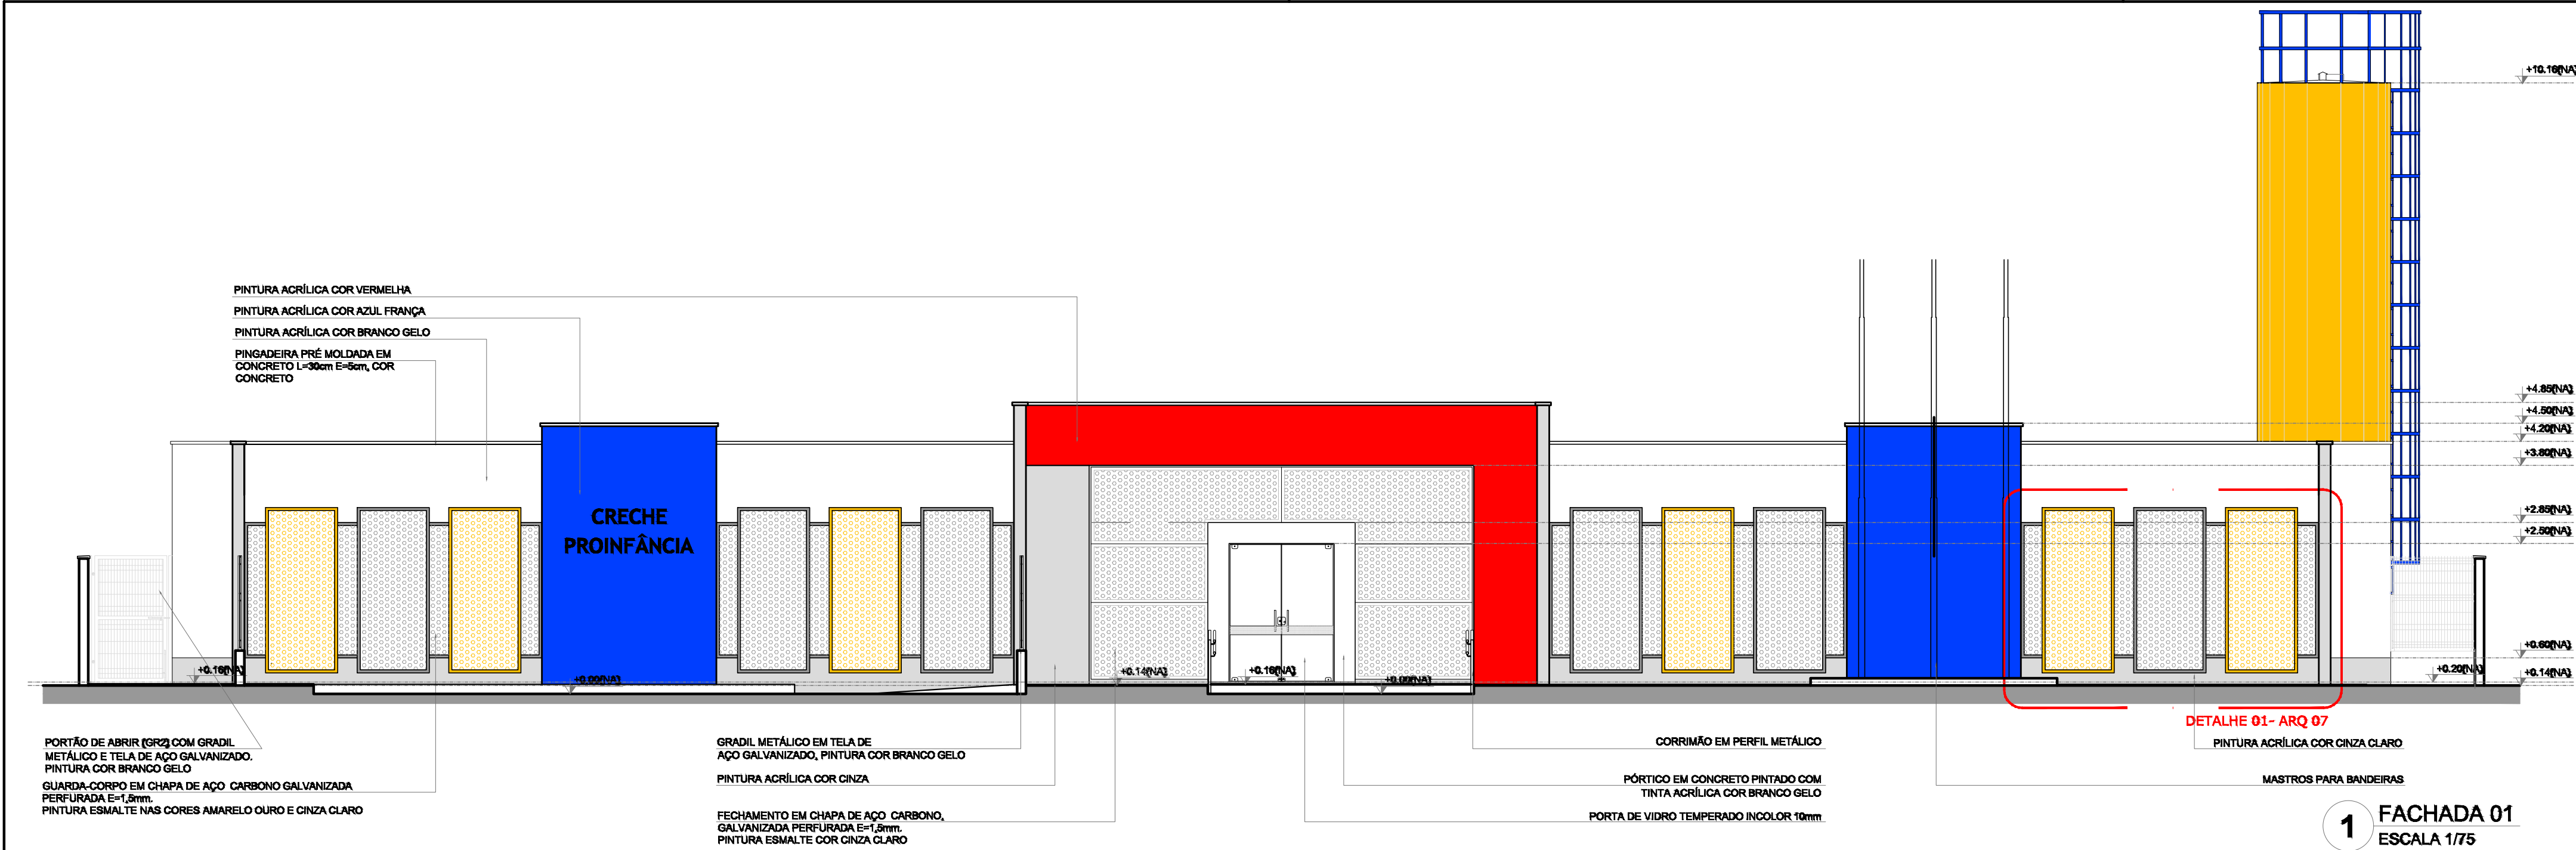 +10.16(NA)
PINTURA ACRÍLICA COR VERMELHA
PINTURA ACRÍLICA COR AZUL FRANÇA
PINTURA ACRÍLICA COR BRANCO GELO
PINGADEIRA PRÉ MOLDADA EM
CONCRETO L=30cm E=5cm, COR
CONCRETO
+4.85(NA)
+4.50(NA)
+4.20(NA)
+3.80(NA)
CRECHE
PROINFÂNCIA
+2.85(NA)
+2.50(NA)
+0.60(NA)
+0.16(NA)
+0.00(NA)
+0.14(NA)
+0.16(NA)
+0.00(NA)
+0.20(NA)
+0.14(NA)
DETALHE 01- ARQ 07
PORTÃO DE ABRIR (GR2) COM GRADIL
METÁLICO E TELA DE AÇO GALVANIZADO.
PINTURA COR BRANCO GELO
GUARDA-CORPO EM CHAPA DE AÇO CARBONO GALVANIZADA
PERFURADA E=1,5mm.
PINTURA ESMALTE NAS CORES AMARELO OURO E CINZA CLARO
GRADIL METÁLICO EM TELA DE
AÇO GALVANIZADO, PINTURA COR BRANCO GELO
PINTURA ACRÍLICA COR CINZA
FECHAMENTO EM CHAPA DE AÇO CARBONO,
GALVANIZADA PERFURADA E=1,5mm.
PINTURA ESMALTE COR CINZA CLARO
CORRIMÃO EM PERFIL METÁLICO
PÓRTICO EM CONCRETO PINTADO COM
TINTA ACRÍLICA COR BRANCO GELO
PORTA DE VIDRO TEMPERADO INCOLOR 10mm
PINTURA ACRÍLICA COR CINZA CLARO
MASTROS PARA BANDEIRAS
1 FACHADA 01
ESCALA 1/75